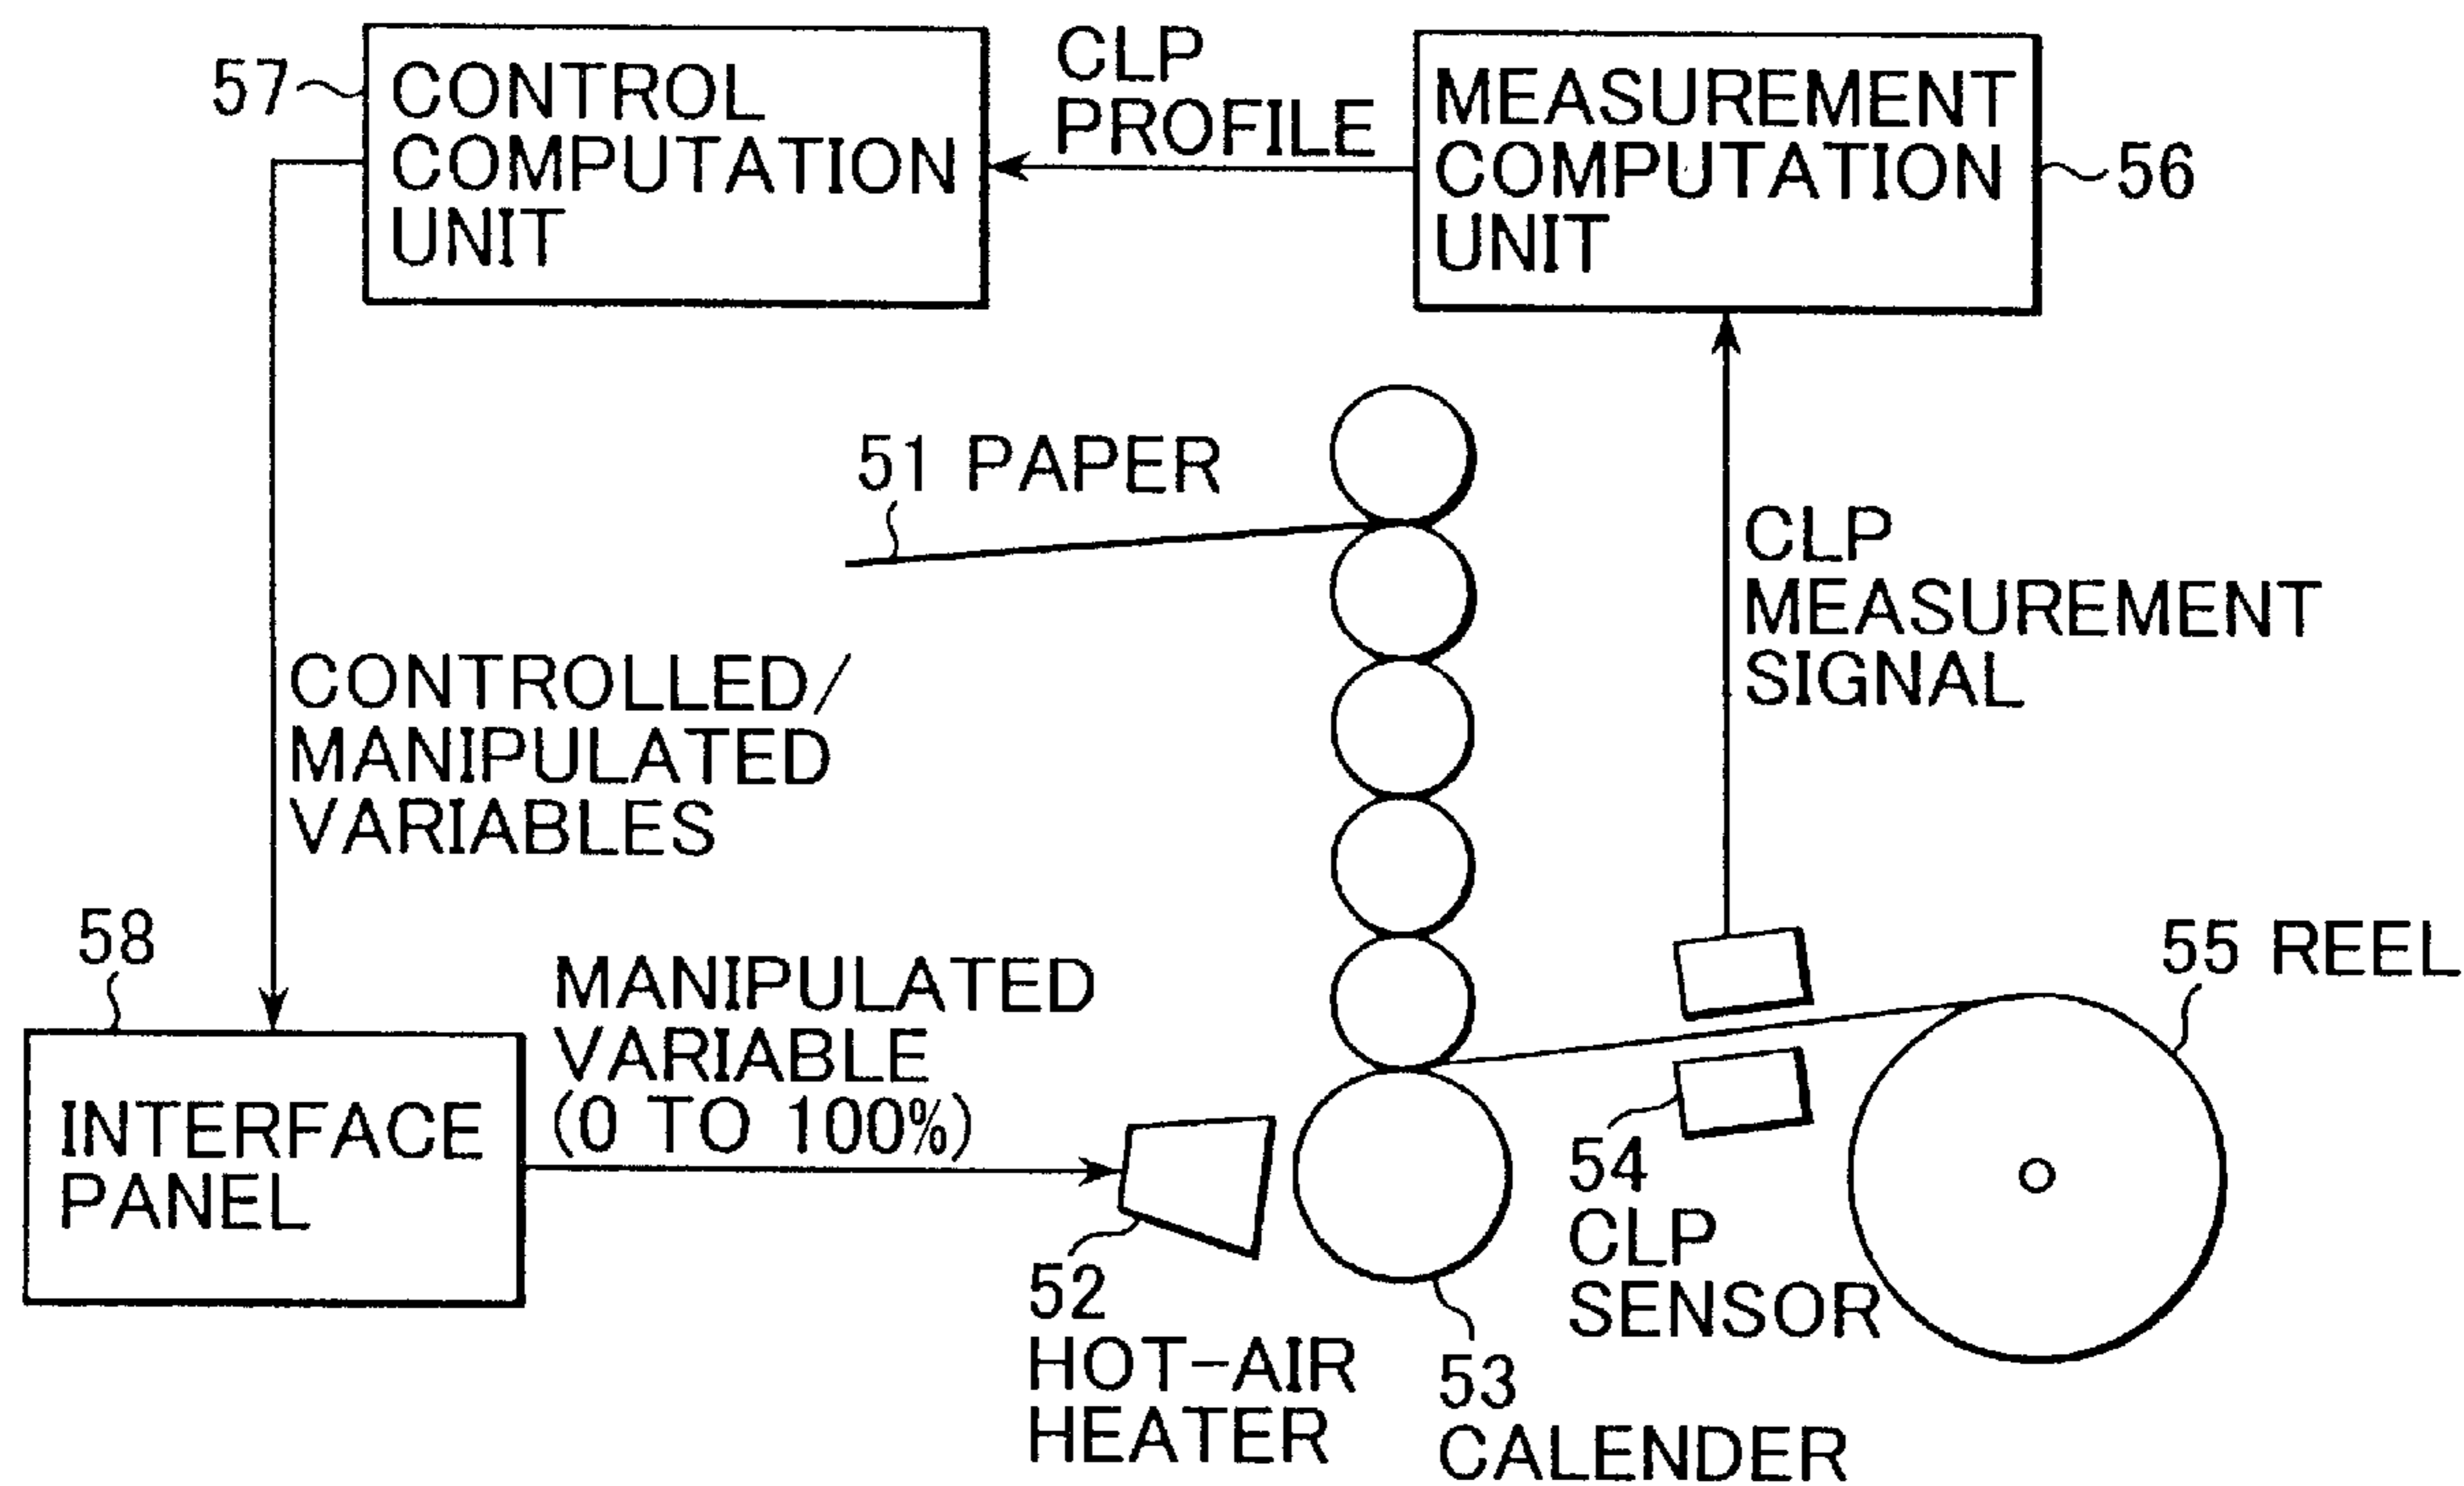 57
CONTROL
COMPUTATION
UNIT
CLP
PROFILE
MEASUREMENT
COMPUTATION
UNIT
56
51 PAPER
CLP
MEASUREMENT
SIGNAL
CONTROLLED/
MANIPULATED
VARIABLES
58
INTERFACE
PANEL
MANIPULATED
VARIABLE
(0 TO 100%)
55 REEL
52
HOT-AIR
HEATER
53
CALENDER
54
CLP
SENSOR